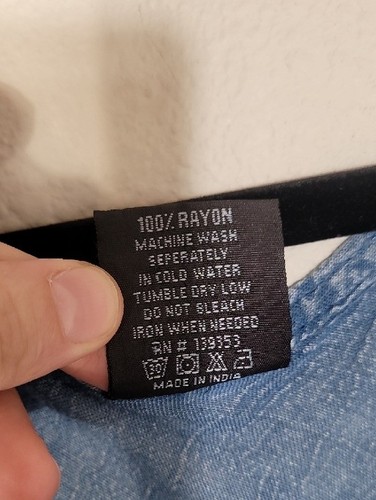 100% RAYON
MACHINE WASH
SEPERATELY
IN COLD WATER
TUMBLE DRY LOW
DO NOT BLEACH
IRON WHEN NEEDED
RN # 139353
30
MADE IN INDIA